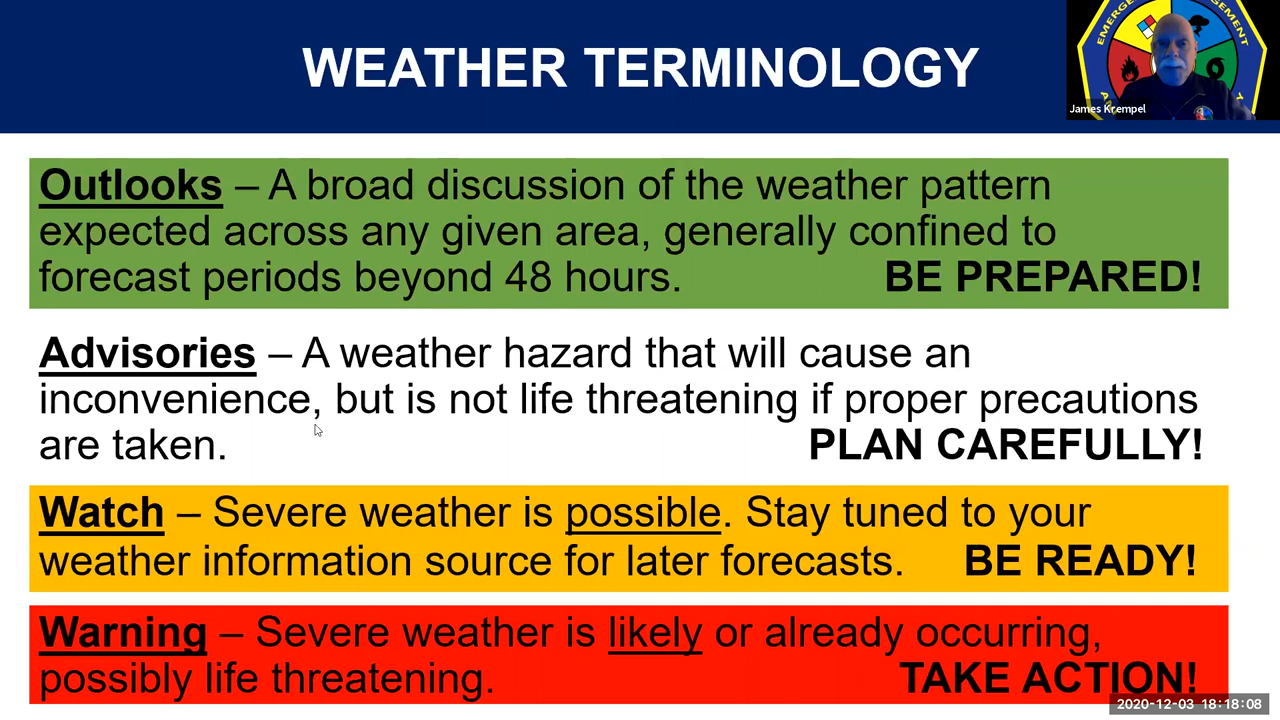 WEATHER TERMINOLOGY
EMERGE
GEMENT
James Krempel
Outlooks – A broad discussion of the weather pattern
expected across any given area, generally confined to
forecast periods beyond 48 hours. BE PREPARED!
Advisories – A weather hazard that will cause an
inconvenience, but is not life threatening if proper precautions
are taken. PLAN CAREFULLY!
Watch – Severe weather is possible. Stay tuned to your
weather information source for later forecasts. BE READY!
Warning – Severe weather is likely or already occurring,
possibly life threatening. TAKE ACTION!
2020-12-03 18:18:08